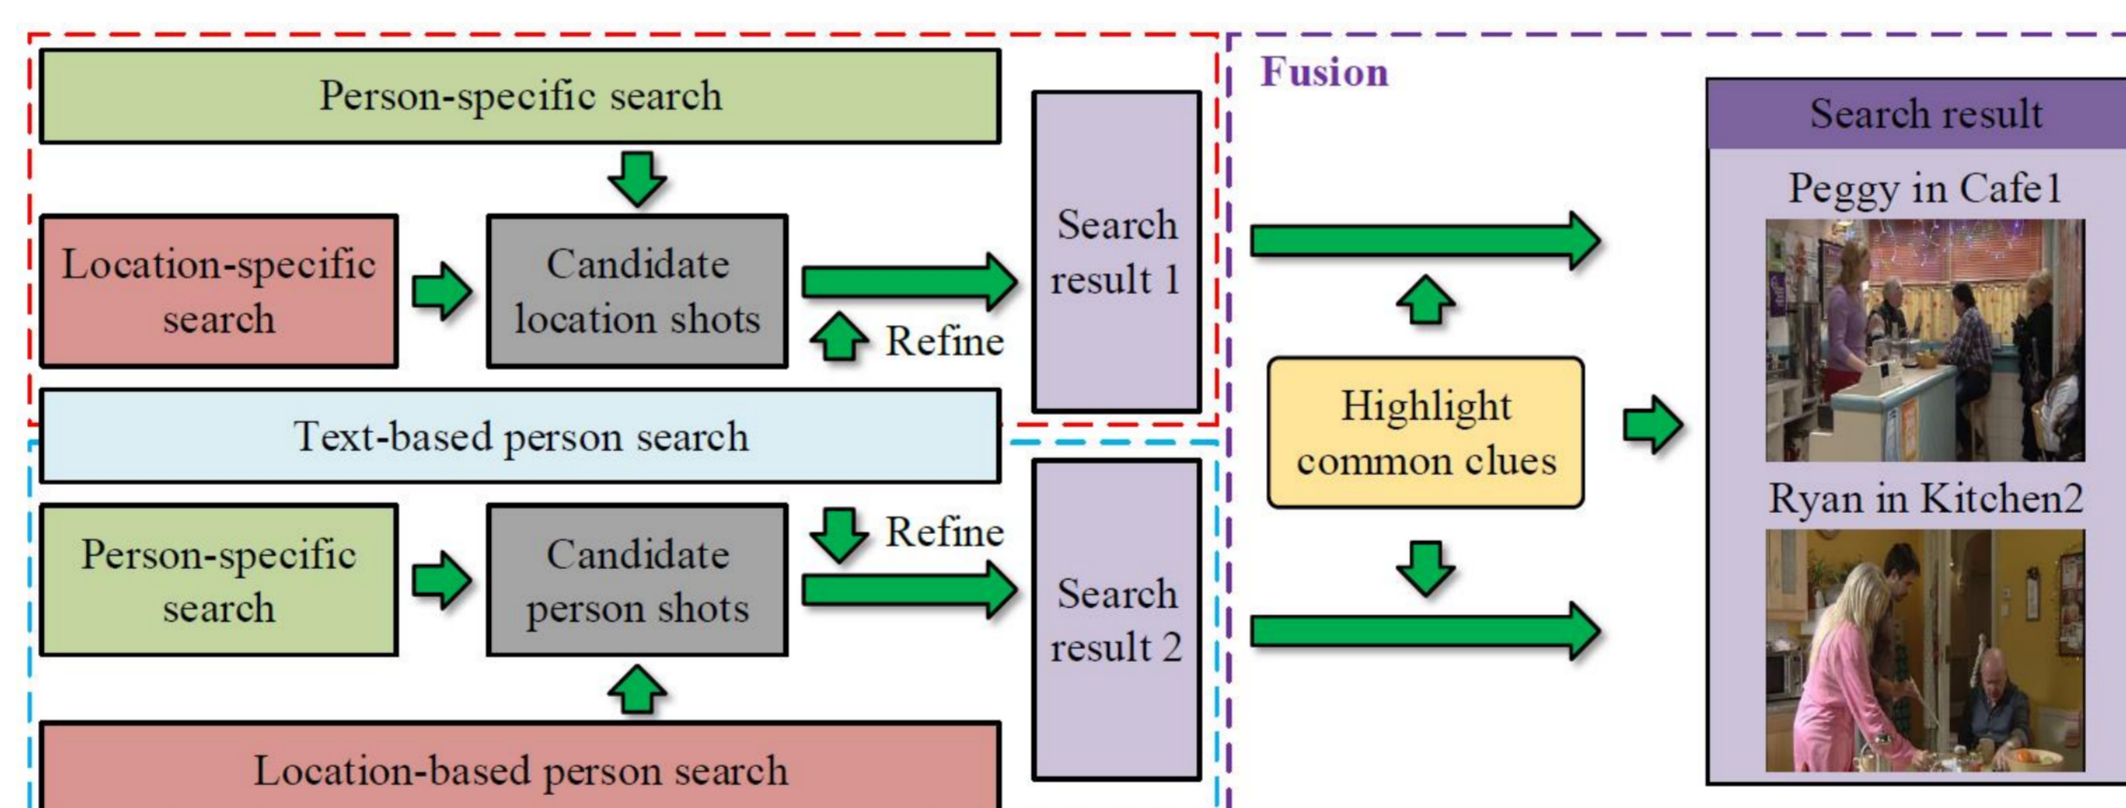 Person-specific search
Location-specific
search
Candidate
location shots
Refine
Search
result 1
Text-based person search
Person-specific
search
Candidate
person shots
Refine
Search
result 2
Location-based person search
Fusion
Highlight
common clues
Search result
Peggy in Cafe1
Ryan in Kitchen2